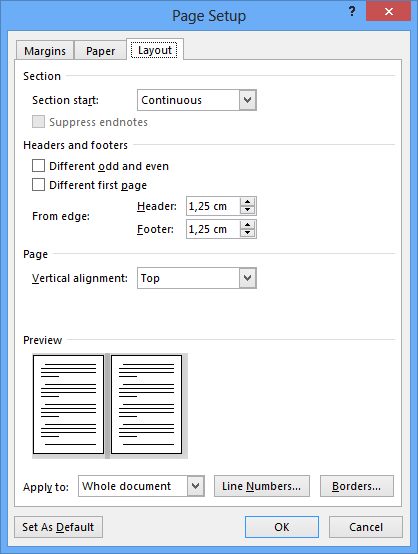 Page Setup ?
Margins Paper Layout
Section
Section start: Continuous
Suppress endnotes
Headers and footers
Different odd and even
Different first page
Header: 1,25 cm
From edge:
Footer: 1,25 cm
Page
Vertical alignment: Top
Preview
Apply to: Whole document Line Numbers... Borders...
Set As Default OK Cancel